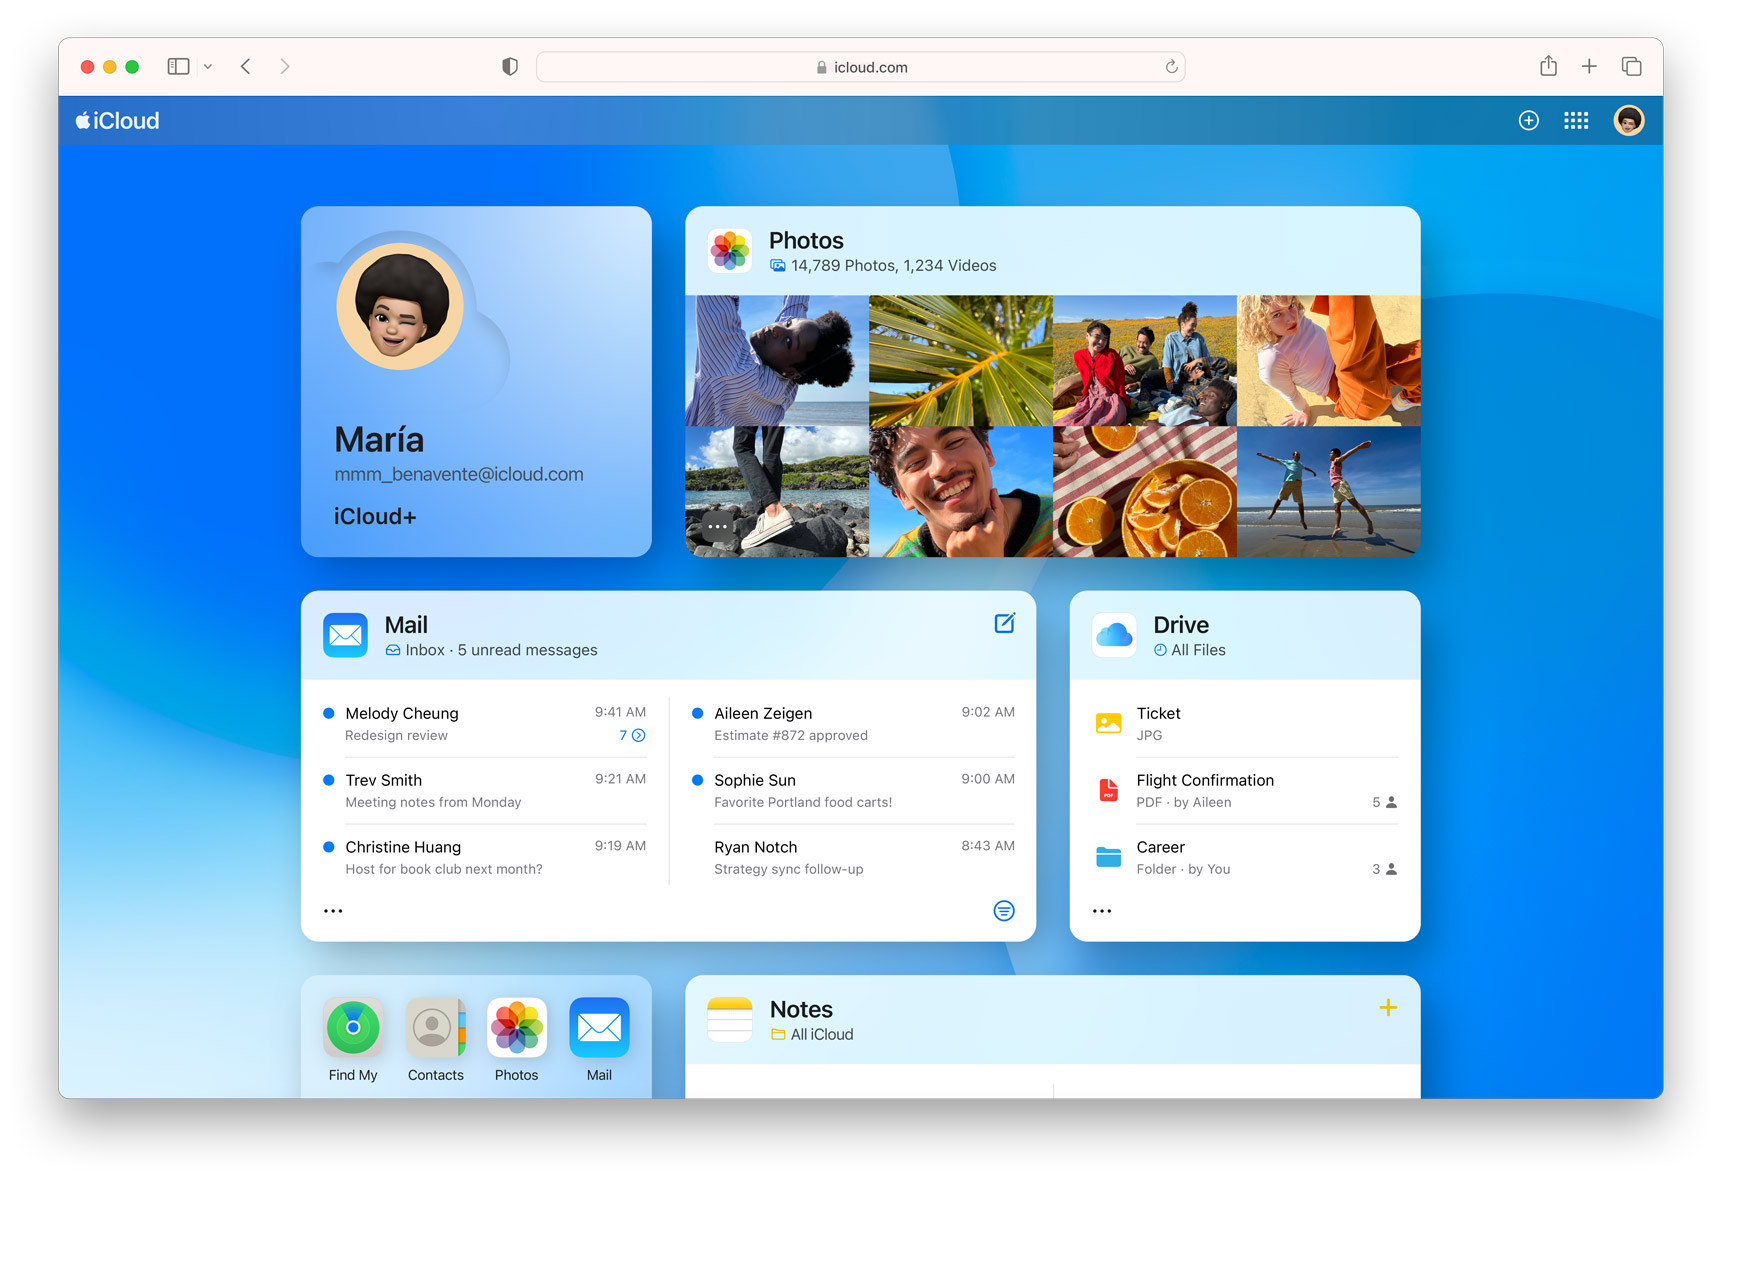 icloud.com
iCloud
María
mmm_benavente@icloud.com
iCloud+
Photos
14,789 Photos, 1,234 Videos
Mail
Inbox · 5 unread messages
Melody Cheung
9:41 AM
Redesign review
7
Trev Smith
9:21 AM
Meeting notes from Monday
Christine Huang
9:19 AM
Host for book club next month?
Aileen Zeigen
9:02 AM
Estimate #872 approved
Sophie Sun
9:00 AM
Favorite Portland food carts!
Ryan Notch
8:43 AM
Strategy sync follow-up
Drive
All Files
Ticket
JPG
PDF
Flight Confirmation
PDF · by Aileen
5
Career
Folder · by You
3
Find My
Contacts
Photos
Mail
Notes
All iCloud